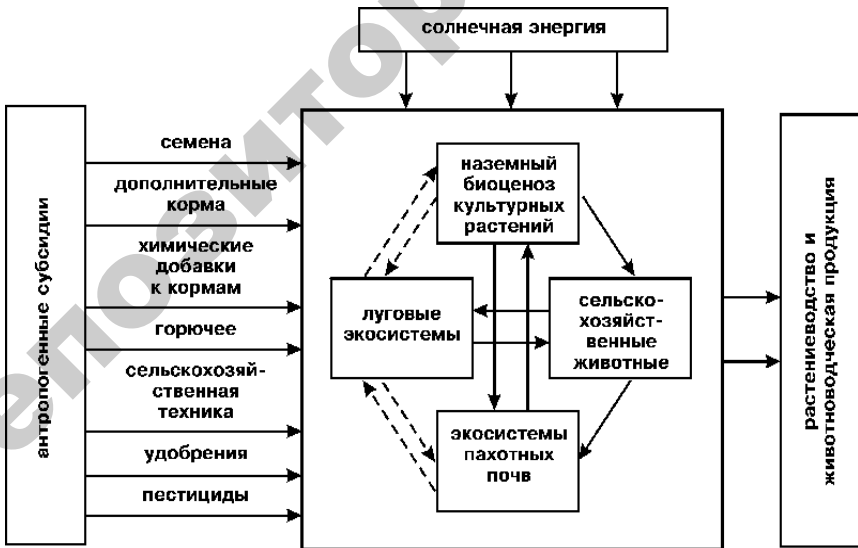 солнечная энергия
антропогенные субсидии
семена
дополнительные
корма
химические
добавки
к кормам
горючее
сельскохозяй-
ственная
техника
удобрения
пестициды
наземный
биоценоз
культурных
растений
луговые
экосистемы
сельско-
хозяйст-
венные
животные
экосистемы
пахотных
почв
растениеводство и
животноводческая продукция
епозитор